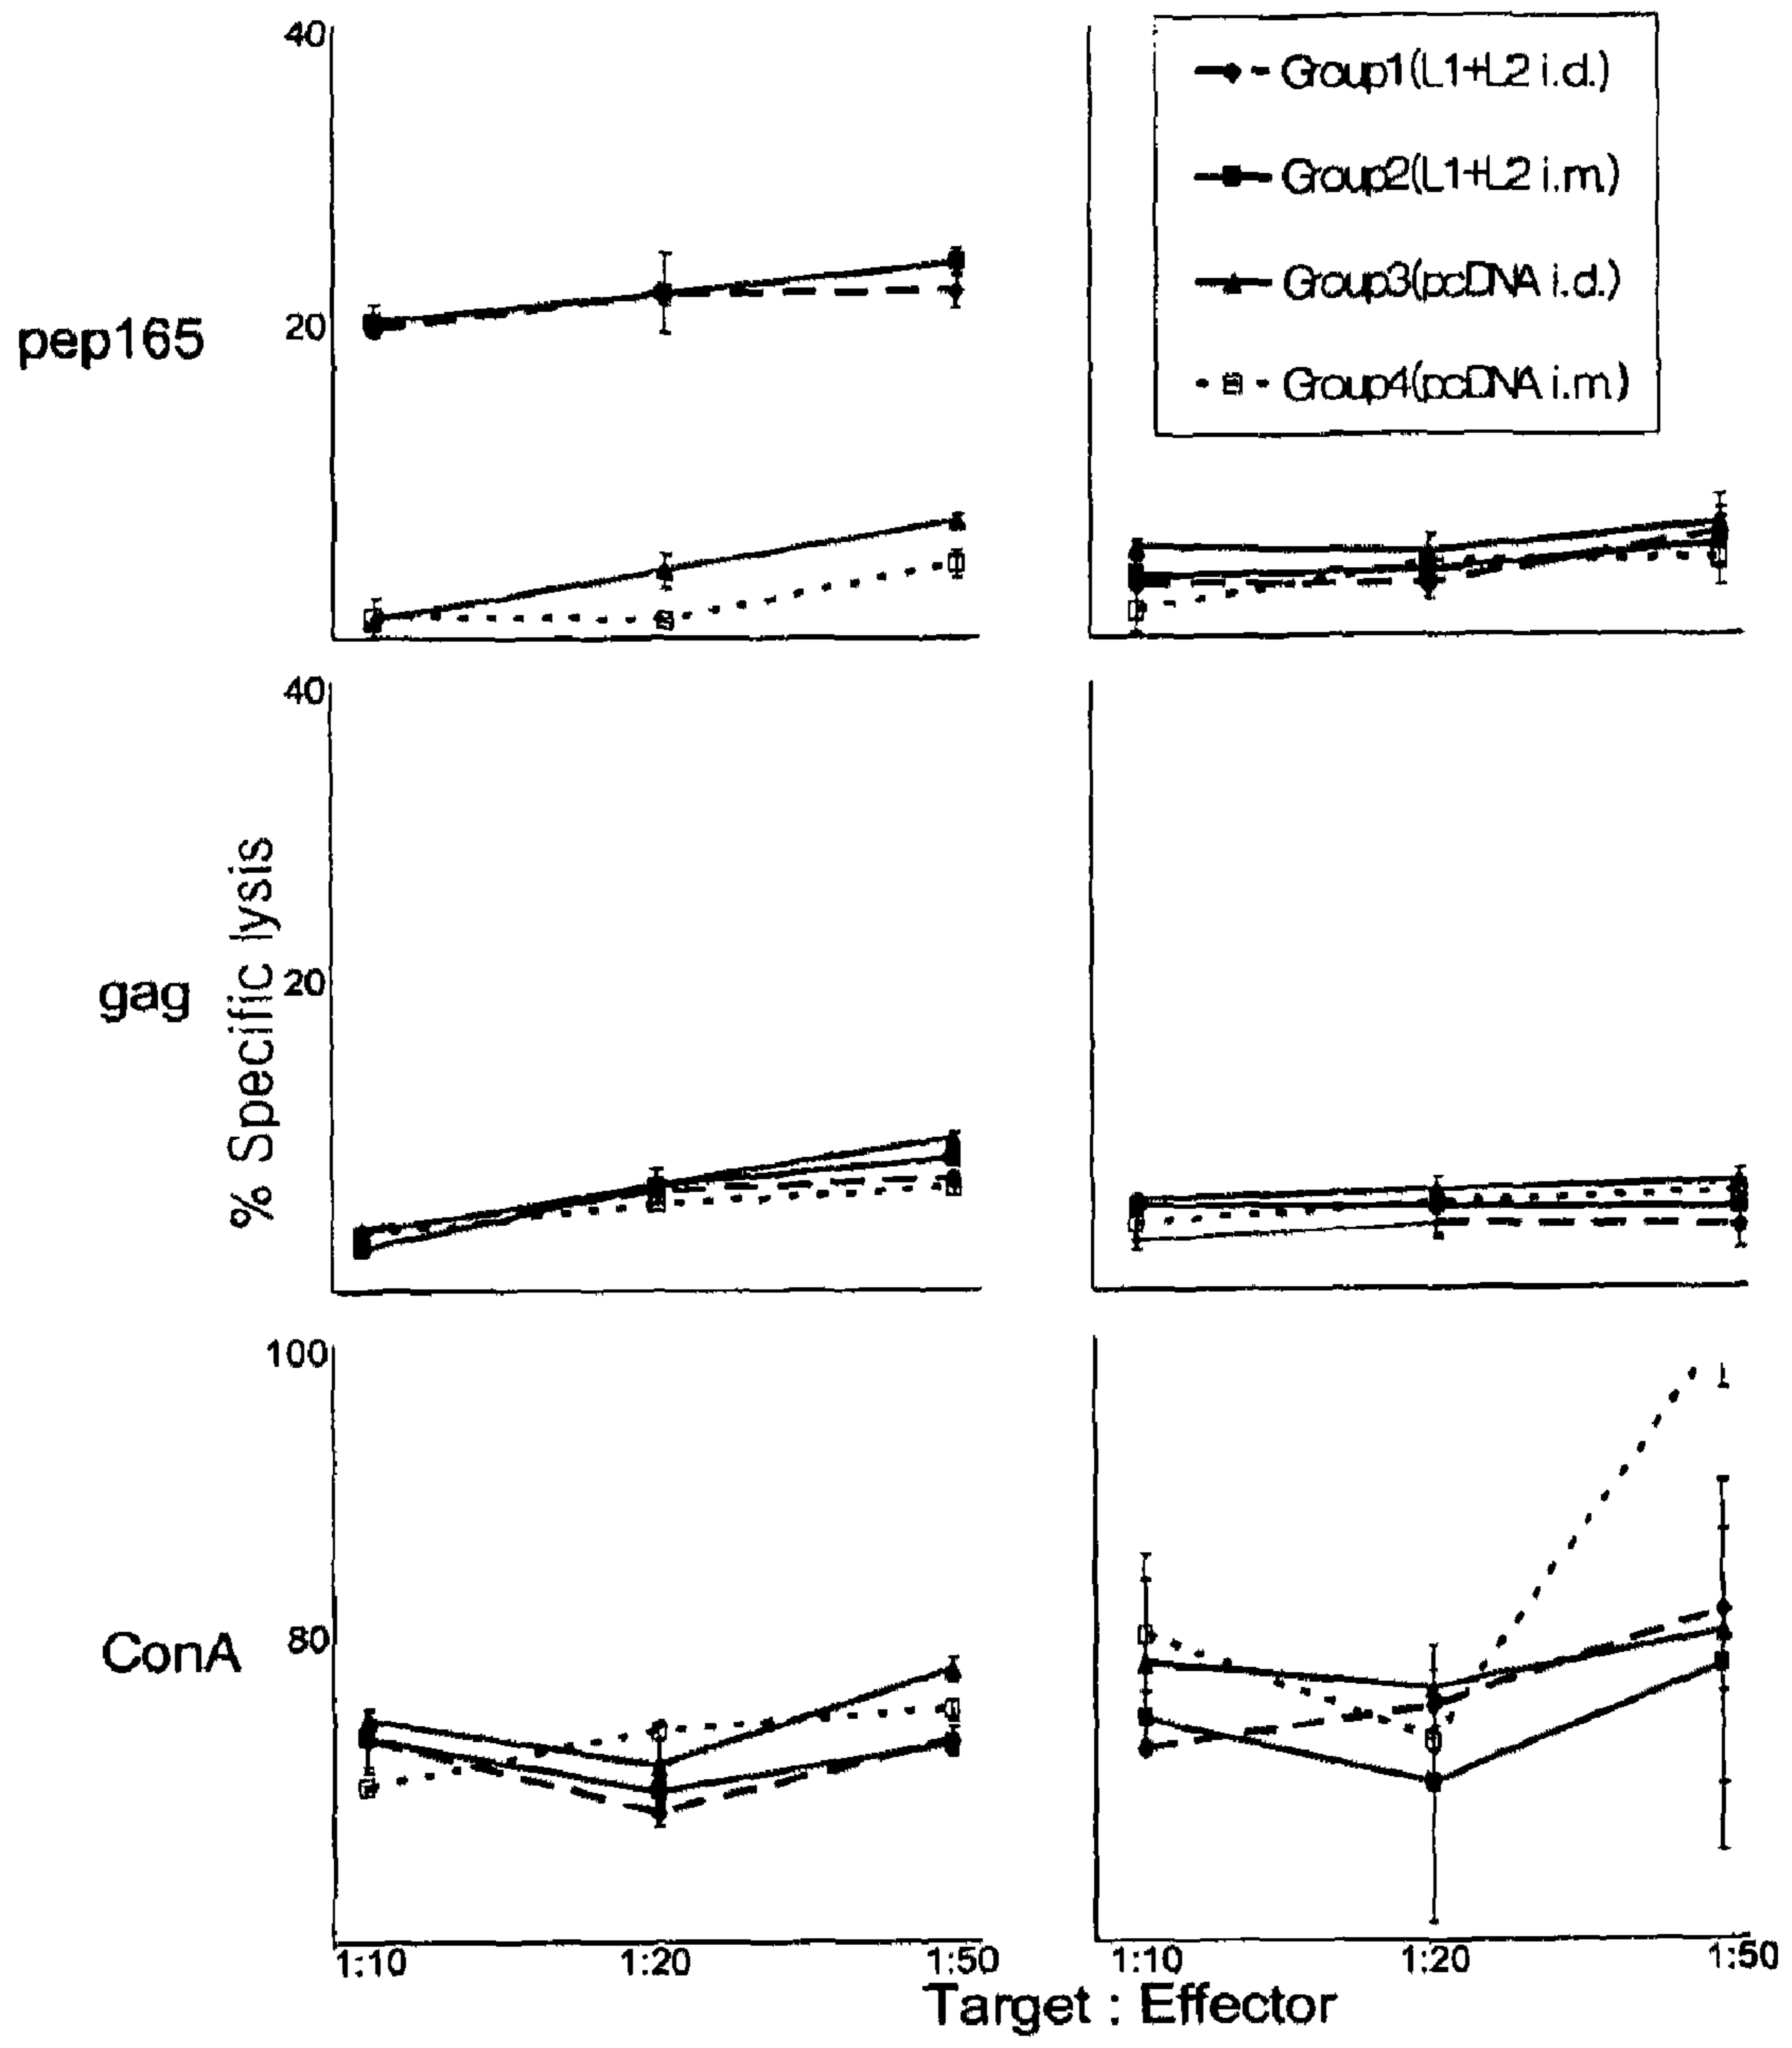 40
Group1(L1+L2 i.d.)
Group2(L1+L2 i.m.)
Group3(pcDNA i.d.)
Group4(pcDNA i.m.)
pep165
20
40
gag
% Specific lysis
20
100
ConA
80
1:10 1:20 1:50 1:10 1:20 1:50
Target : Effector